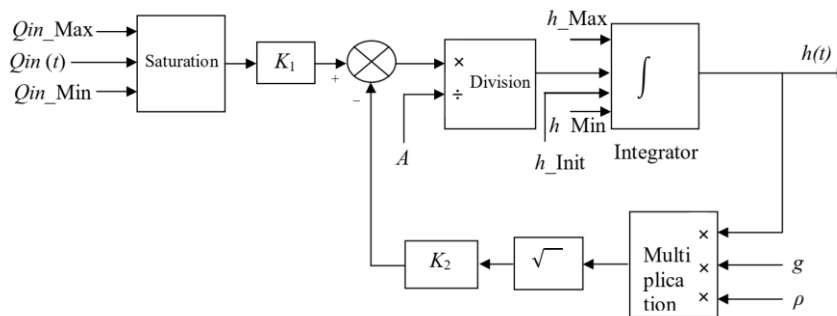 Qin_Max
Qin (t)
Qin_Min
Saturation
K1
+
−
×
÷
Division
A
h_Max
h_Min
h_Init
∫
Integrator
h(t)
K2
√
Multi
plica
tion
×
×
×
g
ρ